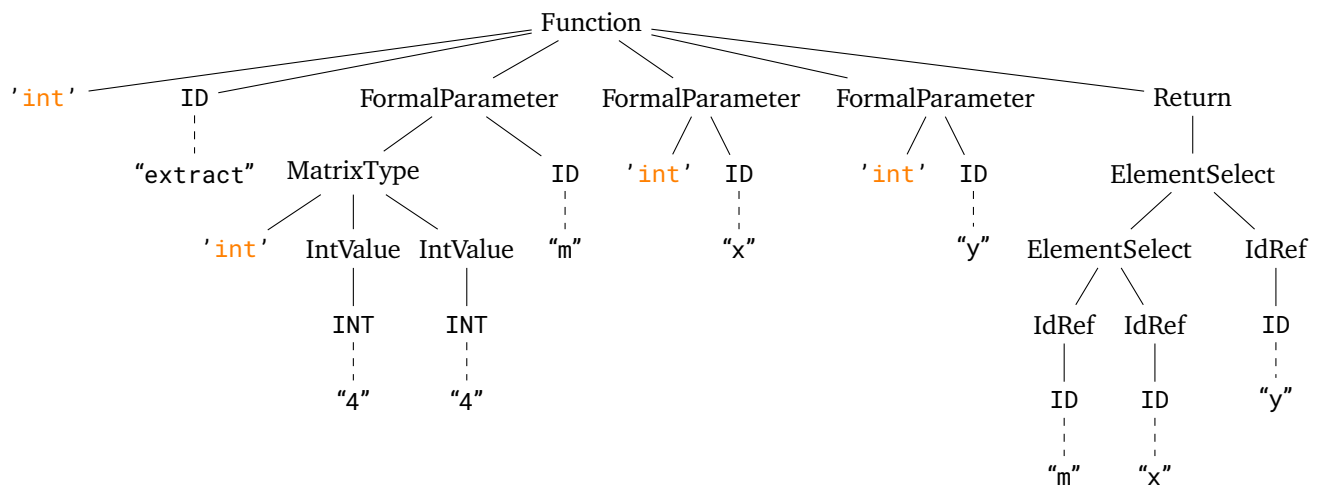 Function
'int' ID FormalParameter FormalParameter FormalParameter Return
“extract” MatrixType ID 'int' ID 'int' ID ElementSelect
'int' IntValue IntValue “m” “x” “y” ElementSelect IdRef
INT INT IdRef IdRef ID
“4” “4” ID ID “y”
“m” “x”